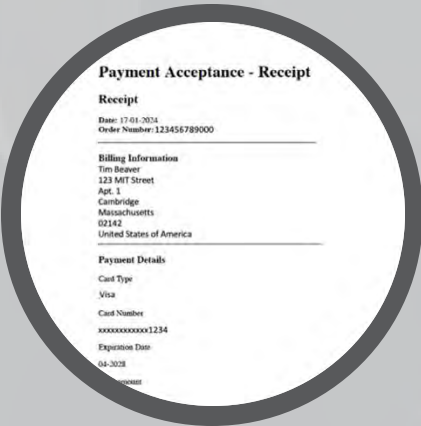 Payment Acceptance - Receipt
Receipt
Date: 17-01-2024
Order Number: 123456789000
Billing Information
Tim Beaver
123 MIT Street
Apt. 1
Cambridge
Massachusetts
02142
United States of America
Payment Details
Card Type
Visa
Card Number
xxxxxxxxxxxx1234
Expiration Date
04-2028